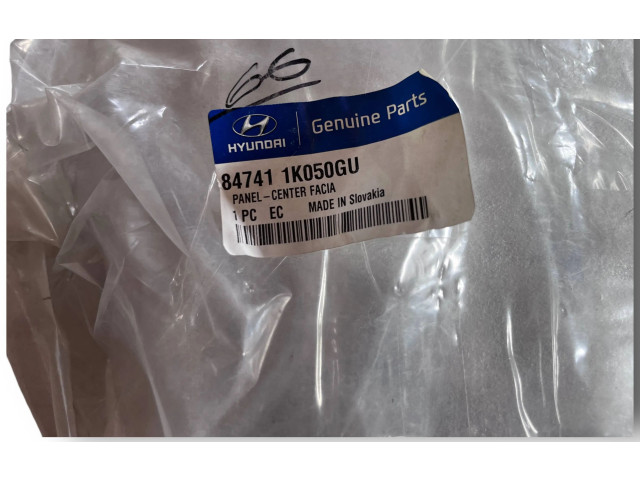 66
HYUNDAI Genuine Parts
84741 1K050GU
PANEL-CENTER FACIA
1 PC EC MADE IN Slovakia